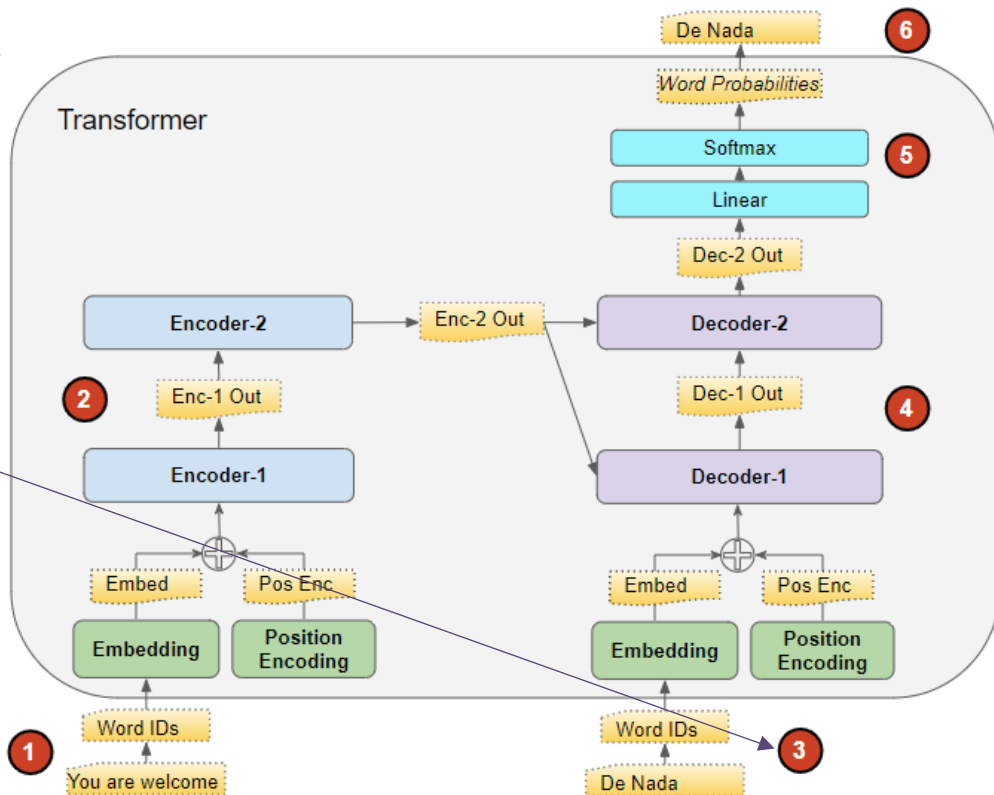 De Nada
6
Word Probabilities
Transformer
Softmax
5
Linear
Dec-2 Out
Encoder-2
Enc-2 Out
Decoder-2
2
Enc-1 Out
Dec-1 Out
4
Encoder-1
Decoder-1
Embed
Pos Enc
Embed
Pos Enc
Embedding
Position
Encoding
Embedding
Position
Encoding
1
Word IDs
Word IDs
3
You are welcome
De Nada